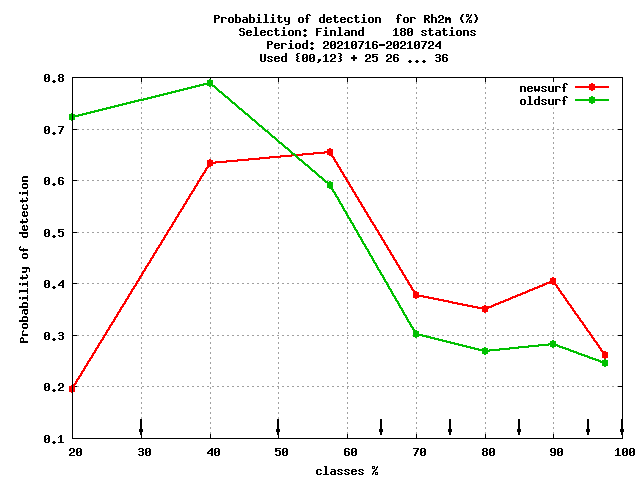 Probability of detection  for Rh2m (%)
Selection: Finland    180 stations
Period: 20210716-20210724
Used {00,12} + 25 26 ... 36
newsurf
oldsurf
0.8
0.7
0.6
0.5
0.4
0.3
0.2
0.1
Probability of detection
20 30 40 50 60 70 80 90 100
classes %